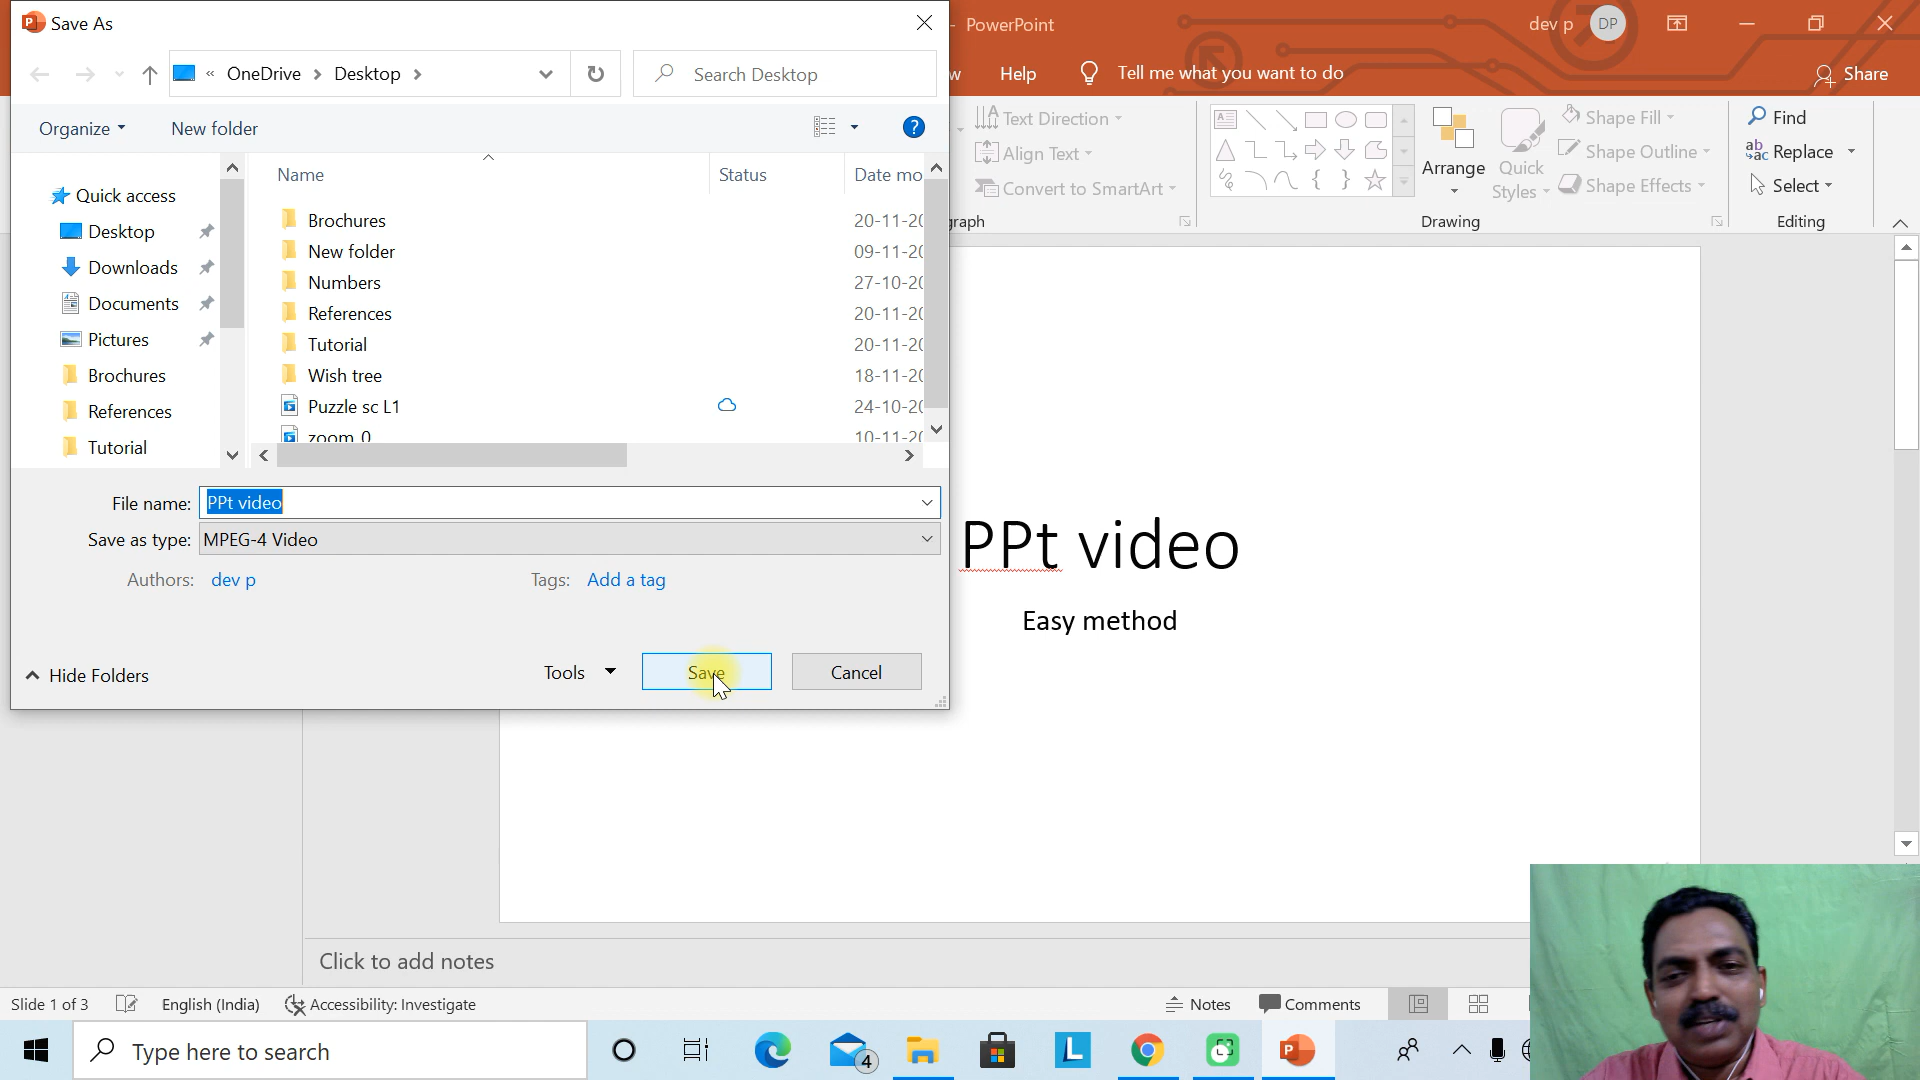 Save As
- PowerPoint
dev p
DP
« OneDrive > Desktop >
Search Desktop
w
Help
Tell me what you want to do
Share
Organize
New folder
?
Text Direction
Align Text
Convert to SmartArt
graph
Arrange
Quick
Styles
Shape Fill
Shape Outline
Shape Effects
Drawing
Find
Replace
Select
Editing
Name
Status
Date mo
Quick access
Desktop
Downloads
Documents
Pictures
Brochures
References
Tutorial
Brochures 20-11-20
New folder 09-11-20
Numbers 27-10-20
References 20-11-20
Tutorial 20-11-20
Wish tree 18-11-20
Puzzle sc L1 24-10-20
zoom_0 10-11-20
File name: PPt video
Save as type: MPEG-4 Video
Authors: dev p
Tags: Add a tag
Hide Folders
Tools
Save
Cancel
PPt video
Easy method
Click to add notes
Slide 1 of 3
English (India)
Accessibility: Investigate
Notes
Comments
Type here to search
4
L
P